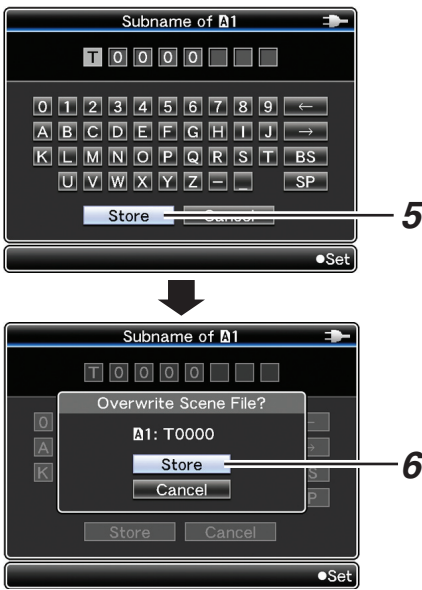 Subname of A1
T 0 0 0 0
0 1 2 3 4 5 6 7 8 9 ←
A B C D E F G H I J →
K L M N O P Q R S T BS
U V W X Y Z - _ SP
Store Cancel 5
●Set
Subname of A1
T 0 0 0 0
Overwrite Scene File?
0
A A1: T0000 →
K Store S 6
Cancel P
Store Cancel
●Set